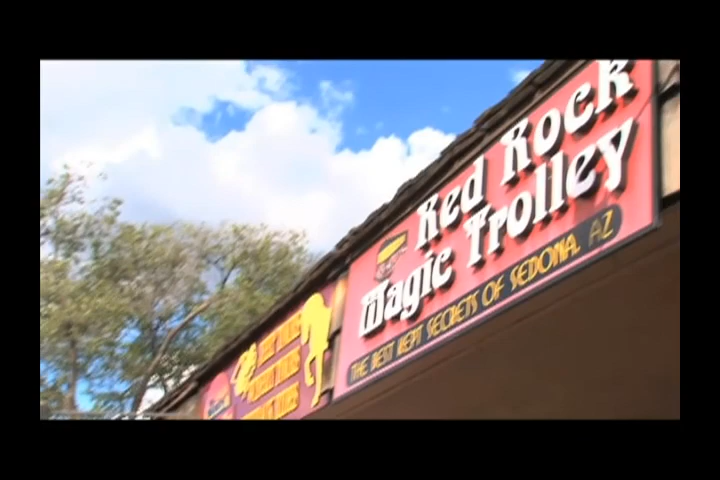 Red Rock
Magic Trolley
THE BEST KEPT SECRETS OF SEDONA, AZ